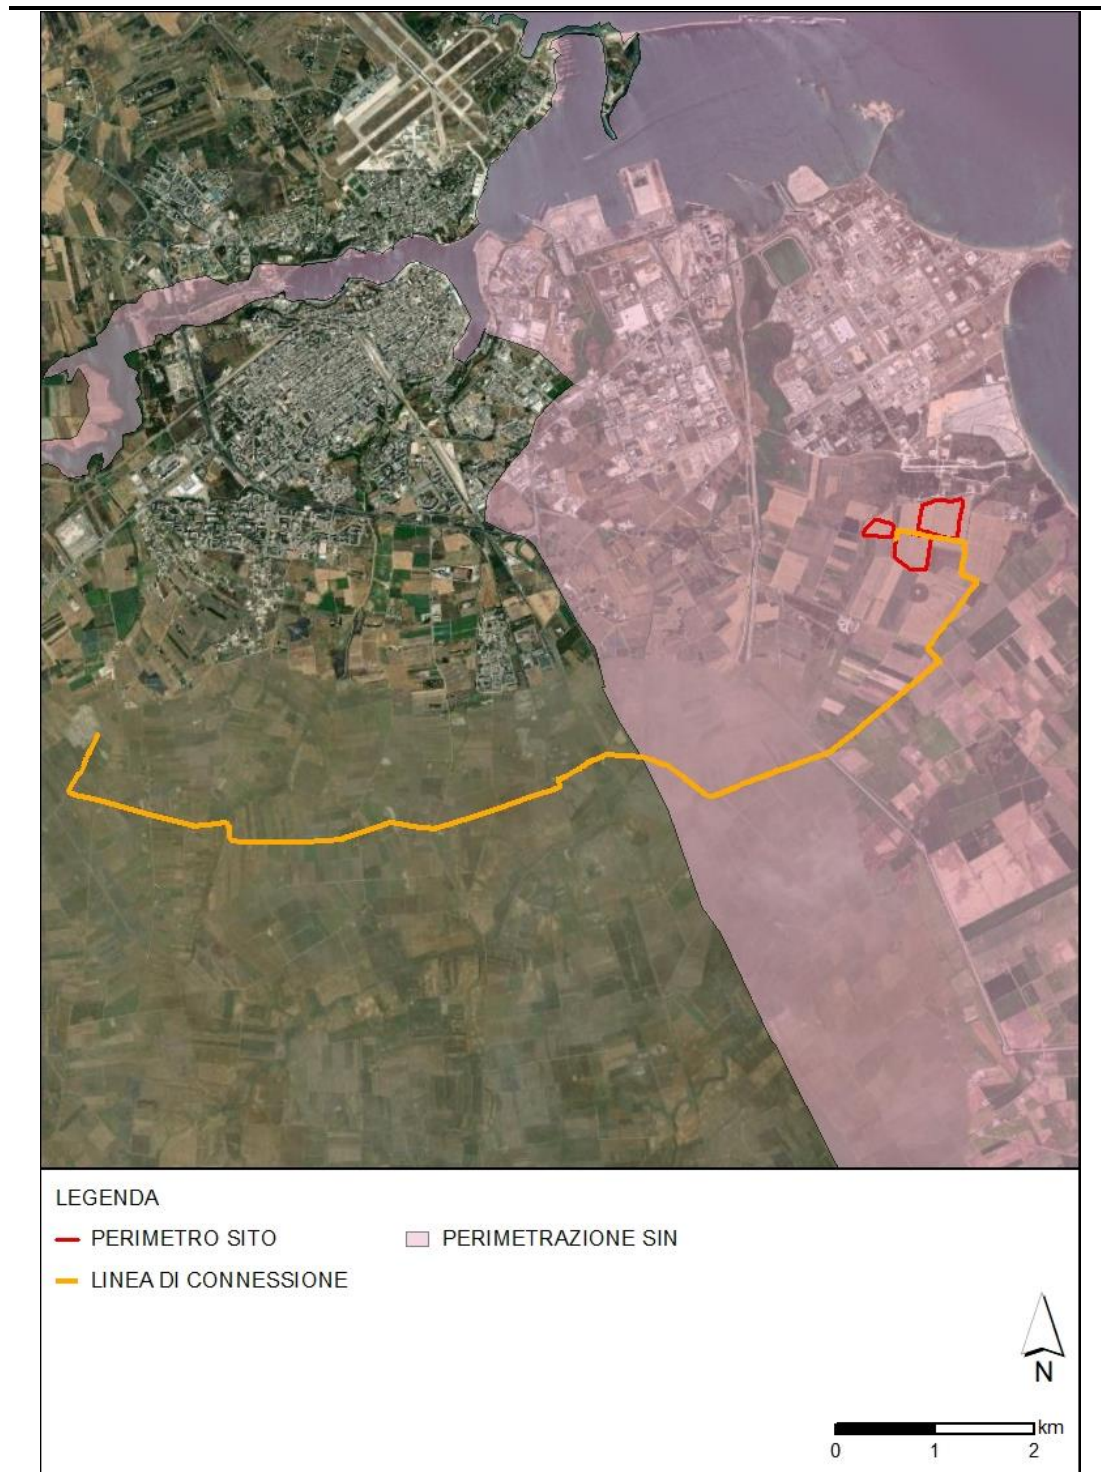 LEGENDA
PERIMETRO SITO
PERIMETRAZIONE SIN
LINEA DI CONNESSIONE
N
km
0 1 2